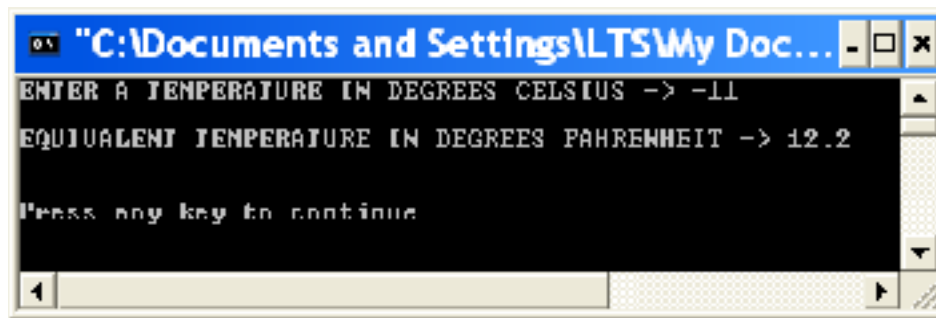 "C:\Documents and Settings\LTS\My Doc...
ENTER A TEMPERATURE IN DEGREES CELSIUS -> -11
EQUIVALENT TEMPERATURE IN DEGREES FAHRENHEIT -> 12.2
Press any key to continue